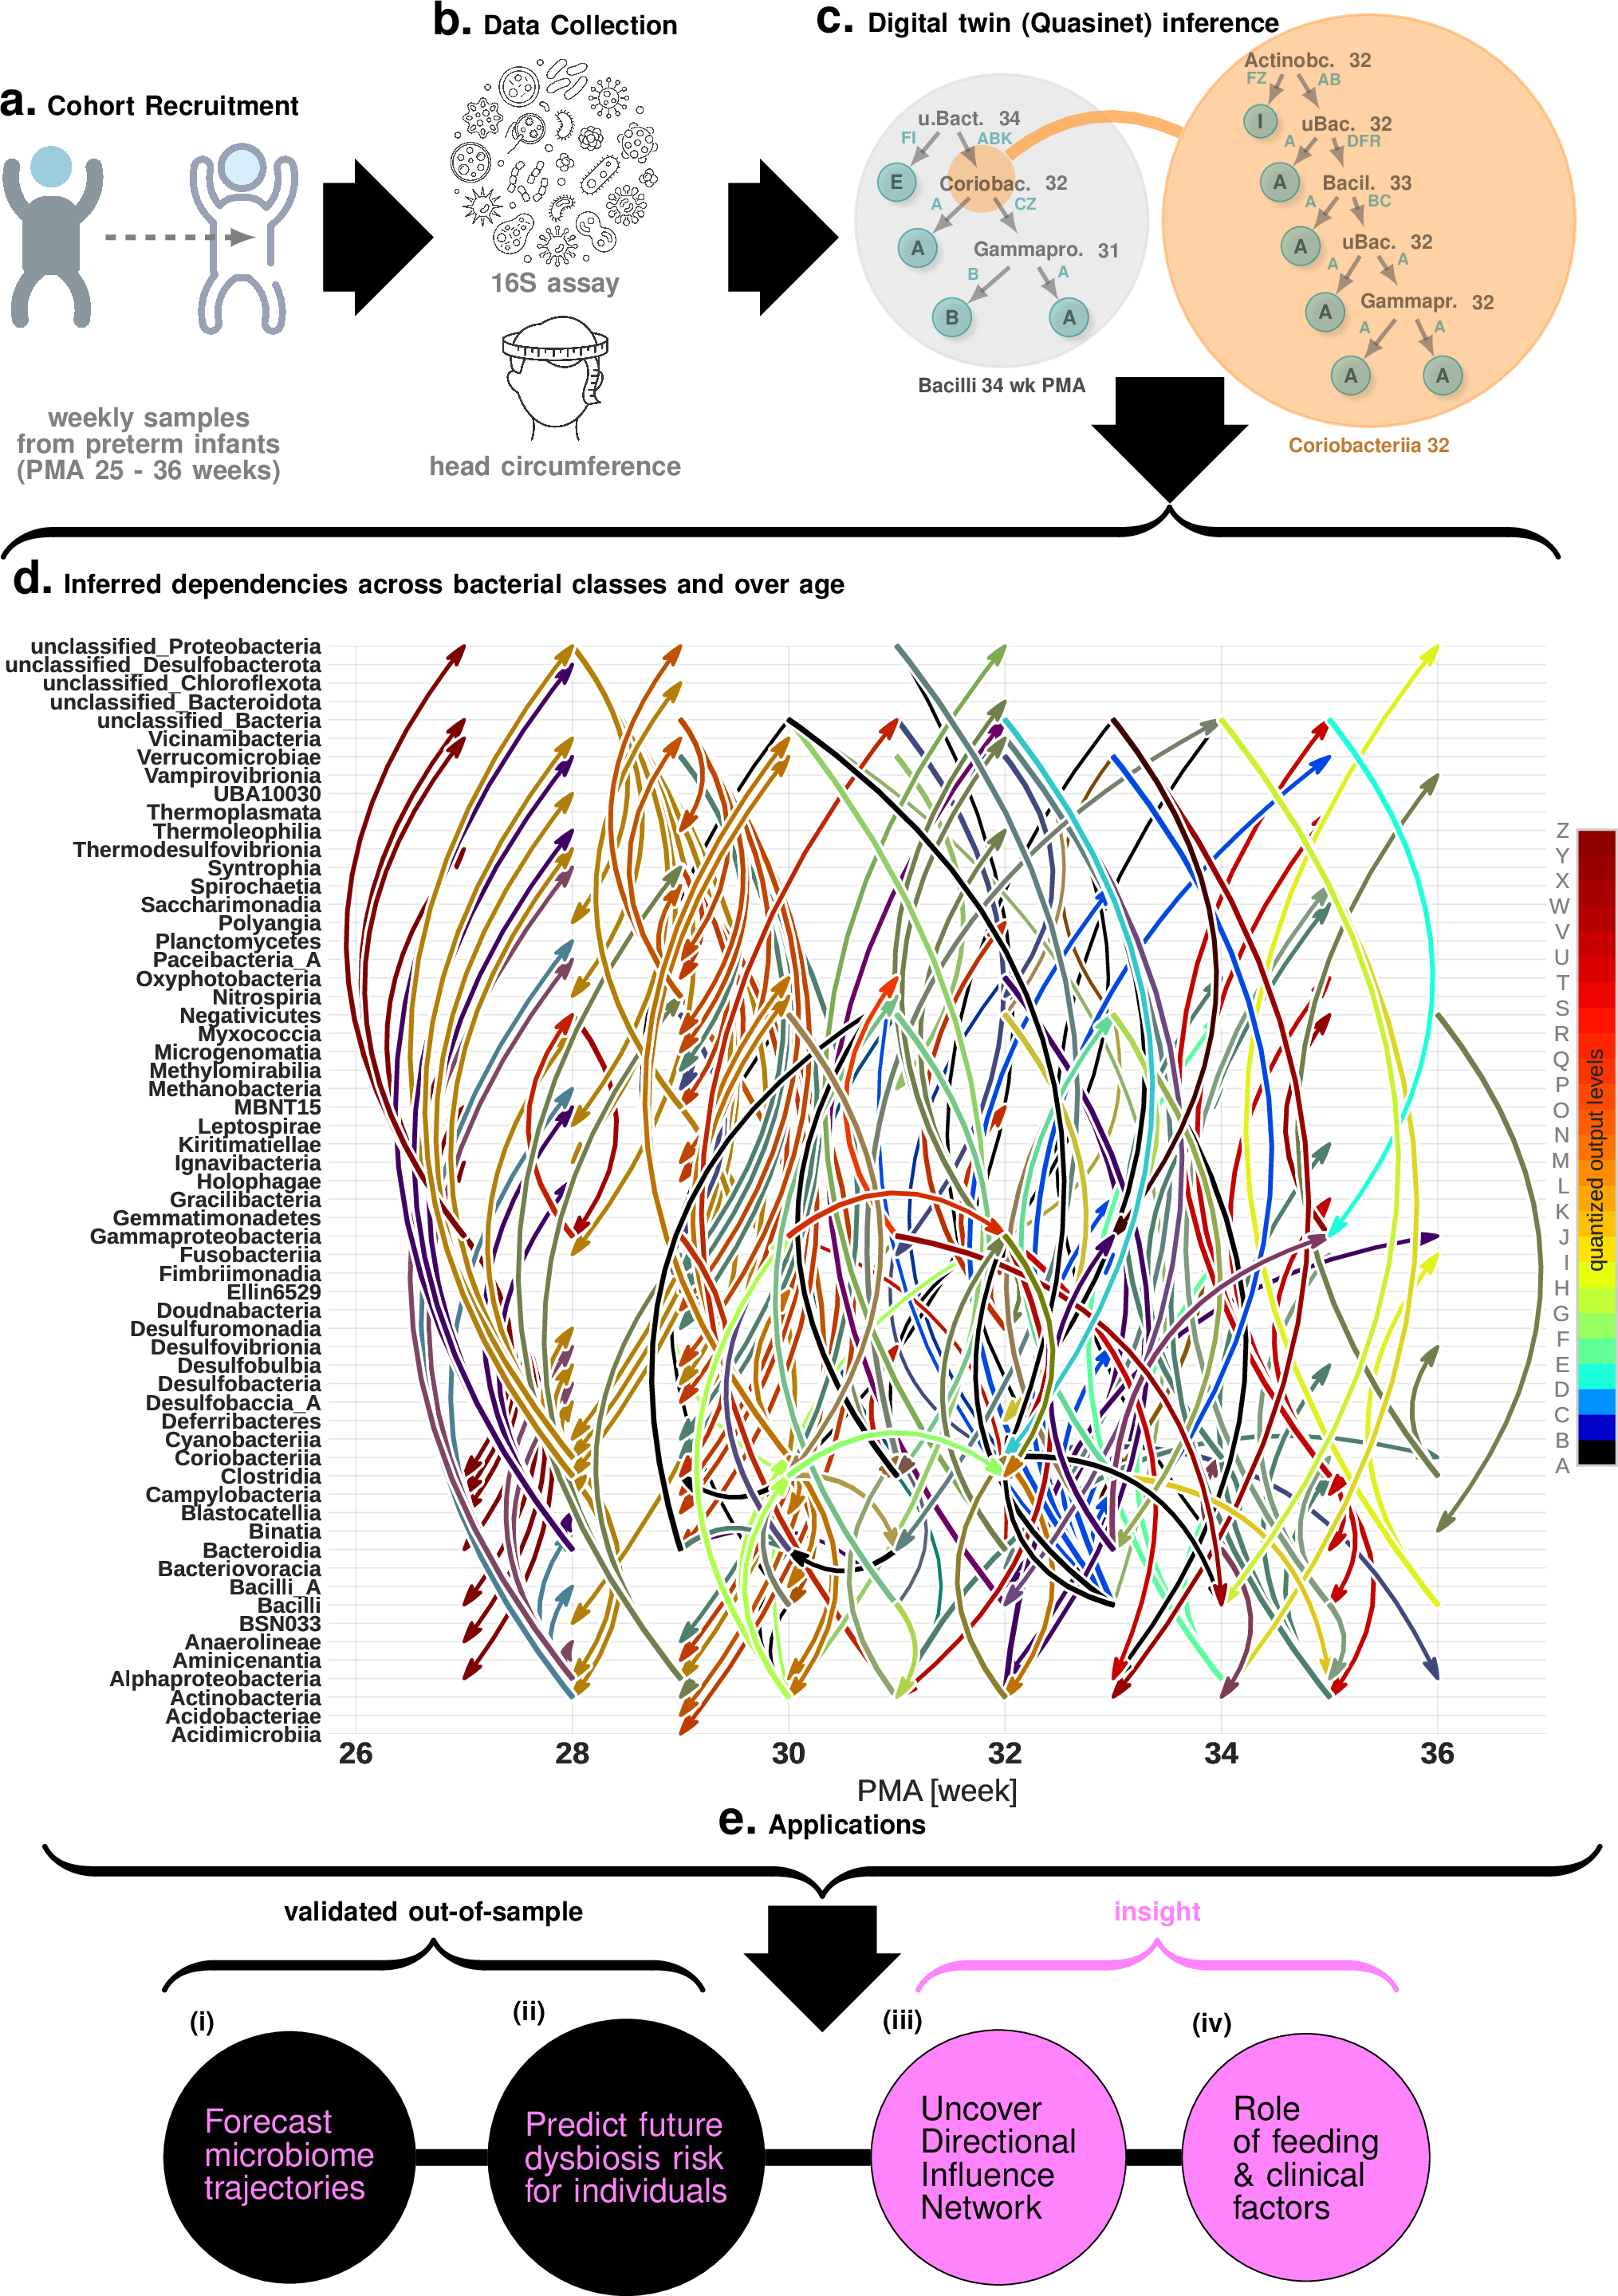 a. Cohort Recruitment
weekly samples
from preterm infants
(PMA 25 - 36 weeks)
b. Data Collection
16S assay
head circumference
c. Digital twin (Quasinet) inference
u.Bact. 34
FI
ABK
E
Coriobac. 32
A
CZ
A
Gammapro. 31
B
A
B
A
Bacilli 34 wk PMA
Actinobc. 32
FZ
AB
I
uBac. 32
A
DFR
A
Bacil. 33
A
BC
A
uBac. 32
A
A
A
Gammapr. 32
A
A
A
A
Coriobacteriia 32
d. Inferred dependencies across bacterial classes and over age
unclassified_Proteobacteria
unclassified_Desulfobacterota
unclassified_Chloroflexota
unclassified_Bacteroidota
unclassified_Bacteria
Vicinamibacteria
Verrucomicrobiae
Vampirovibrionia
UBA10030
Thermoplasmata
Thermoleophilia
Thermodesulfovibrionia
Syntrophia
Spirochaetia
Saccharimonadia
Polyangia
Planctomycetes
Paceibacteria_A
Oxyphotobacteria
Nitrospiria
Negativicutes
Myxococcia
Microgenomatia
Methylomirabilia
Methanobacteria
MBNT15
Leptospirae
Kiritimatiellae
Ignavibacteria
Holophagae
Gracilibacteria
Gemmatimonadetes
Gammaproteobacteria
Fusobacteriia
Fimbriimonadia
Ellin6529
Doudnabacteria
Desulfuromonadia
Desulfovibrionia
Desulfobulbia
Desulfobacteria
Desulfobaccia_A
Deferribacteres
Cyanobacteriia
Coriobacteriia
Clostridia
Campylobacteria
Blastocatellia
Binatia
Bacteroidia
Bacteriovoracia
Bacilli_A
Bacilli
BSN033
Anaerolineae
Aminicenantia
Alphaproteobacteria
Actinobacteria
Acidobacteriae
Acidimicrobiia
26 28 30 32 34 36
PMA [week]
Z
Y
X
W
V
U
T
S
R
Q
P
O
N
M
L
K
J
I
H
G
F
E
D
C
B
A
quantized output levels
e. Applications
validated out-of-sample
insight
(i)
Forecast
microbiome
trajectories
(ii)
Predict future
dysbiosis risk
for individuals
(iii)
Uncover
Directional
Influence
Network
(iv)
Role
of feeding
& clinical
factors